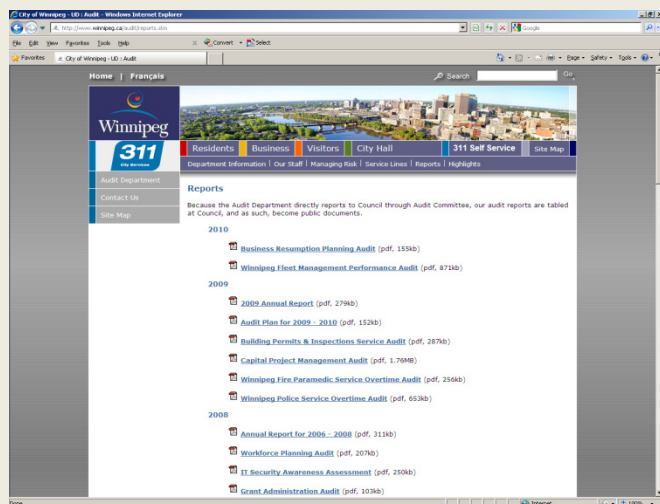 City of Winnipeg - UD : Audit - Windows Internet Explorer
http://www.winnipeg.ca/audit/reports.stm
Google
File Edit View Favorites Tools Help
Convert Select
Favorites City of Winnipeg - UD : Audit
Page Safety Tools
Home | Français
Search
Go
Winnipeg
311
City Services
Residents Business Visitors City Hall 311 Self Service Site Map
Department Information | Our Staff | Managing Risk | Service Lines | Reports | Highlights
Audit Department
Contact Us
Site Map
Reports
Because the Audit Department directly reports to Council through Audit Committee, our audit reports are tabled
at Council, and as such, become public documents.
2010
Business Resumption Planning Audit (pdf, 155kb)
Winnipeg Fleet Management Performance Audit (pdf, 871kb)
2009
2009 Annual Report (pdf, 279kb)
Audit Plan for 2009 - 2010 (pdf, 152kb)
Building Permits & Inspections Service Audit (pdf, 287kb)
Capital Project Management Audit (pdf, 1.76MB)
Winnipeg Fire Paramedic Service Overtime Audit (pdf, 256kb)
Winnipeg Police Service Overtime Audit (pdf, 653kb)
2008
Annual Report for 2006 - 2008 (pdf, 311kb)
Workforce Planning Audit (pdf, 207kb)
IT Security Awareness Assessment (pdf, 250kb)
Grant Administration Audit (pdf, 103kb)
Done Internet 100%